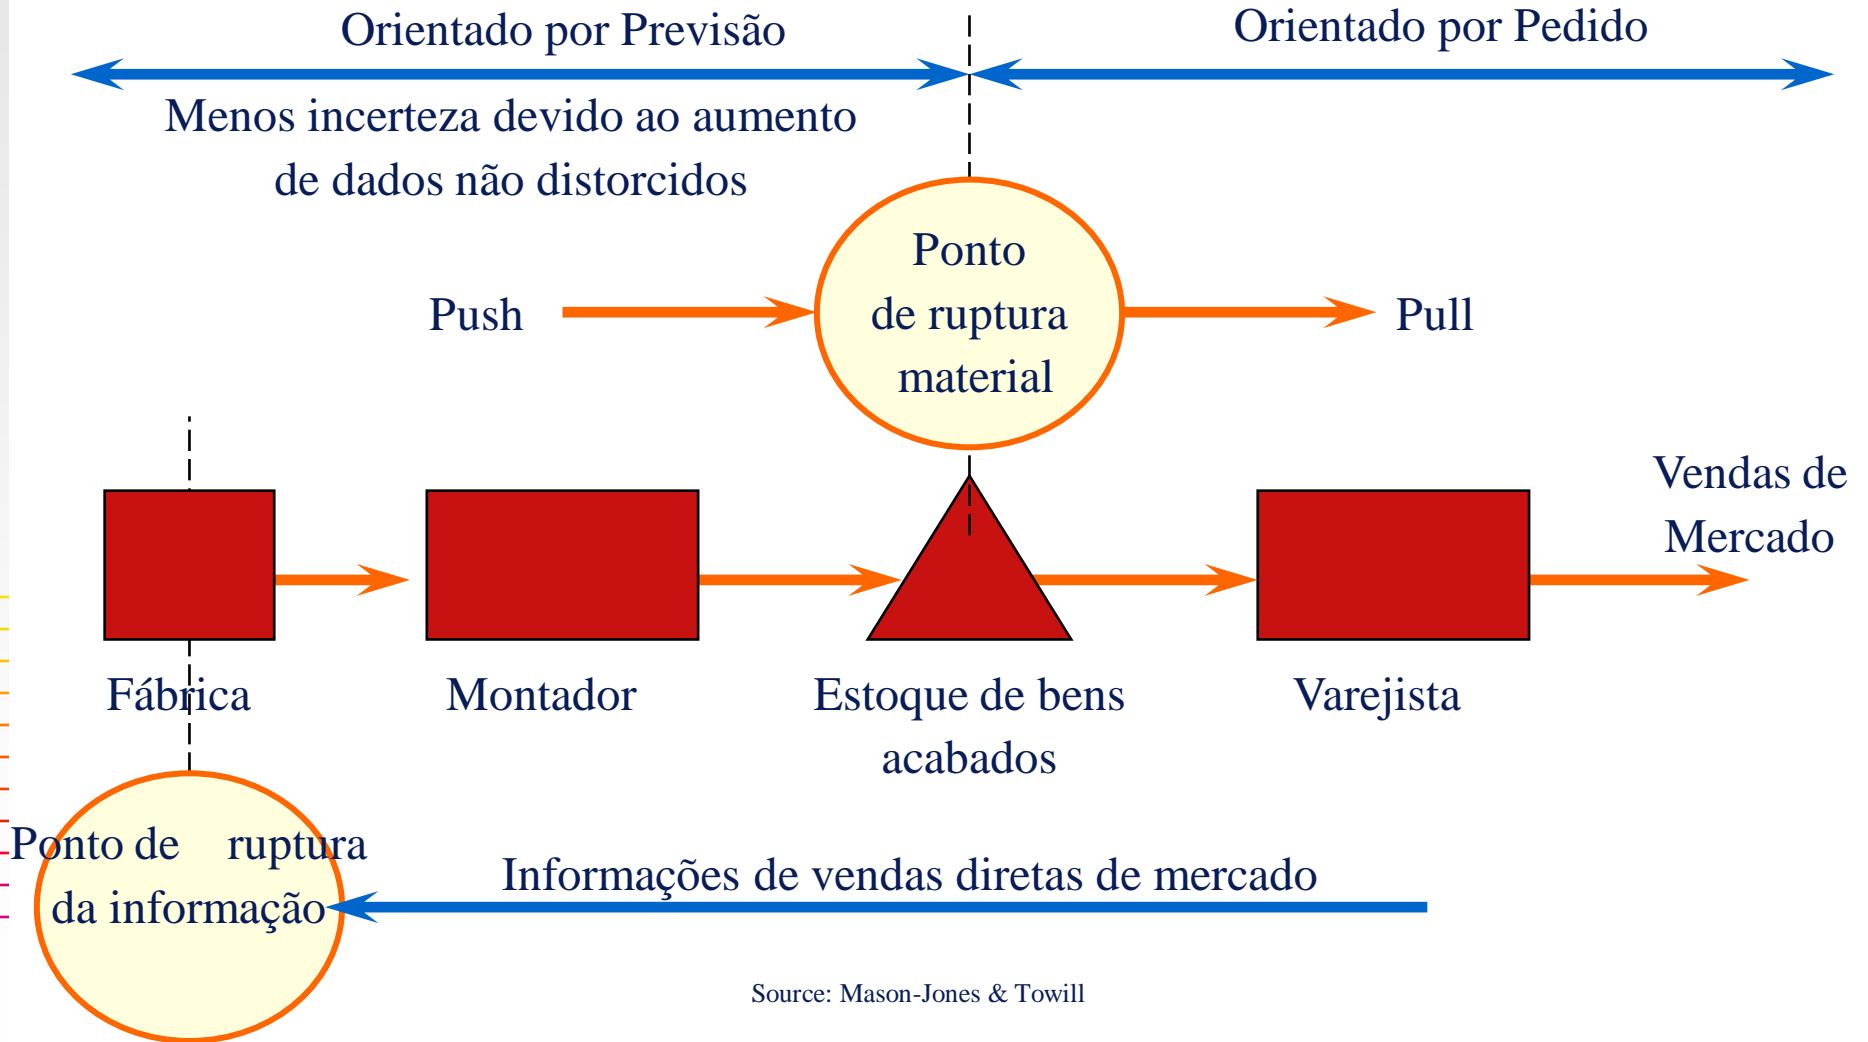 Orientado por Previsão
Orientado por Pedido
Menos incerteza devido ao aumento
de dados não distorcidos
Ponto
de ruptura
material
Push
Pull
Vendas de
Mercado
Fábrica
Montador
Estoque de bens
acabados
Varejista
Ponto de ruptura
da informação
Informações de vendas diretas de mercado
Source: Mason-Jones & Towill